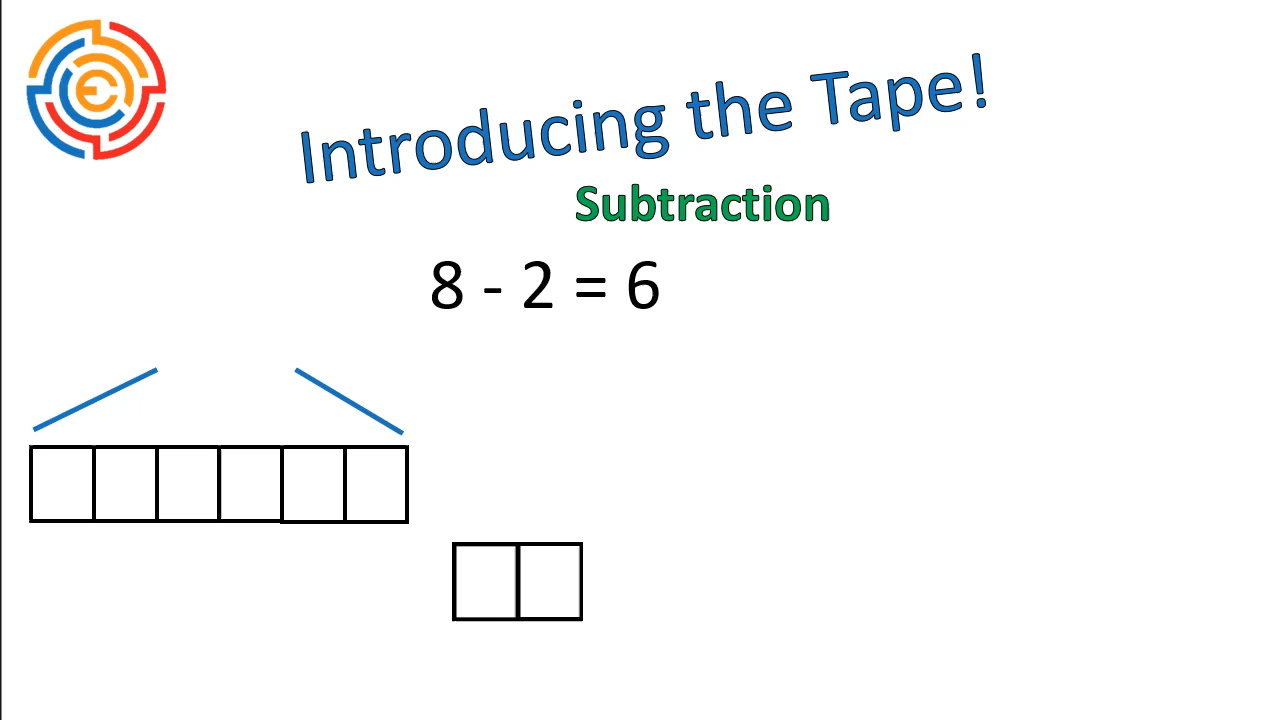 Introducing the Tape!
Subtraction
8 - 2 = 6